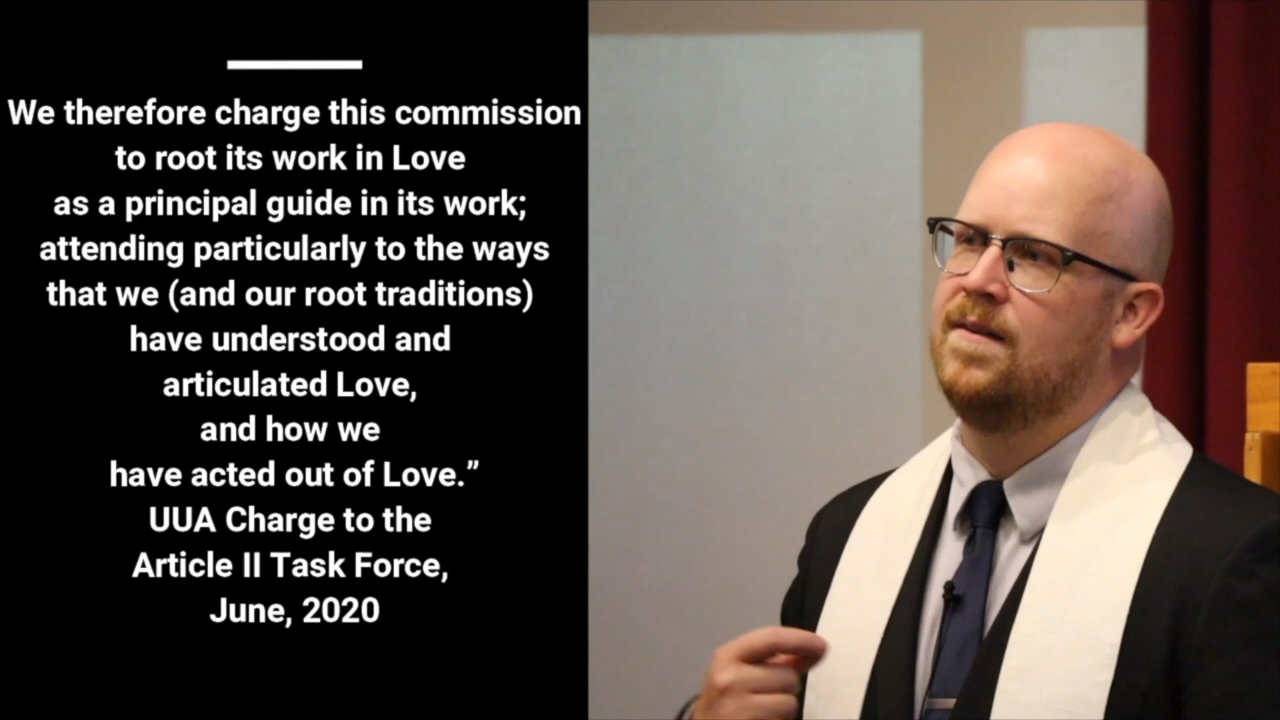 We therefore charge this commission
to root its work in Love
as a principal guide in its work;
attending particularly to the ways
that we (and our root traditions)
have understood and
articulated Love,
and how we
have acted out of Love.”
UUA Charge to the
Article II Task Force,
June, 2020